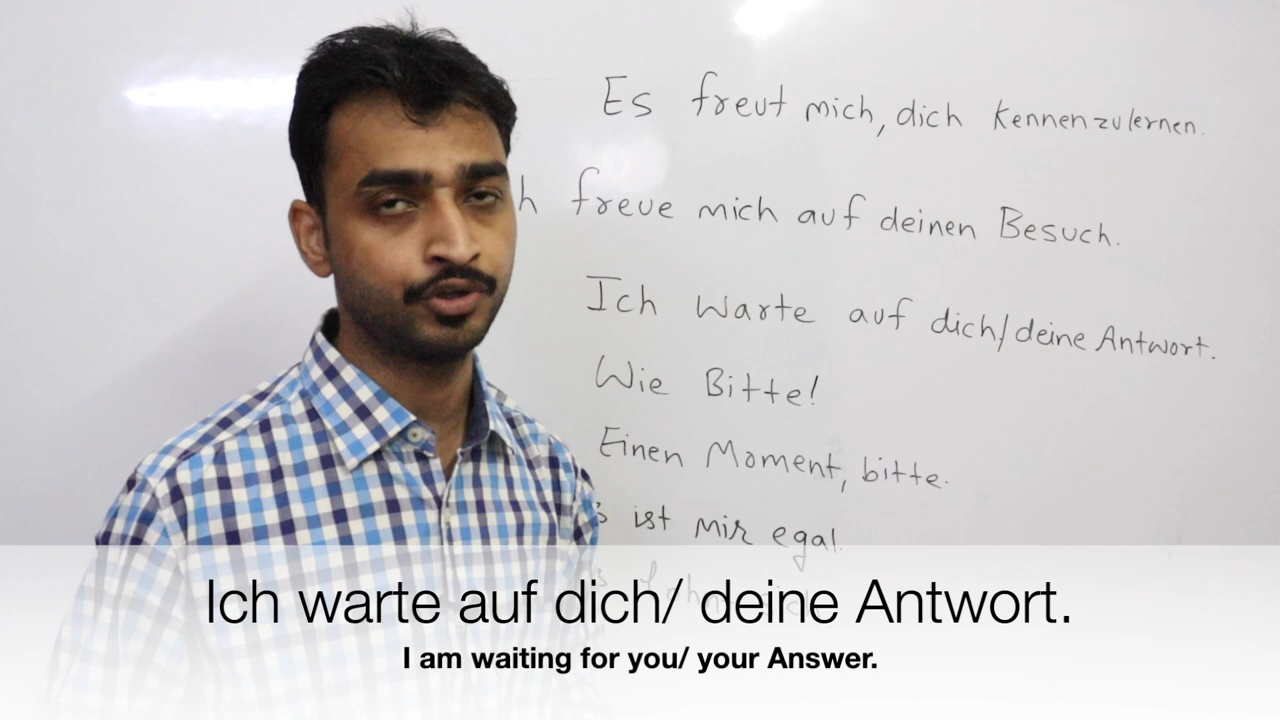 Es freut mich, dich kennenzulernen.
h freue mich auf deinen Besuch.
Ich warte auf dich/deine Antwort.
Wie Bitte!
Einen Moment, bitte.
s ist mir egal.
Ich warte auf dich/ deine Antwort.
I am waiting for you/ your Answer.